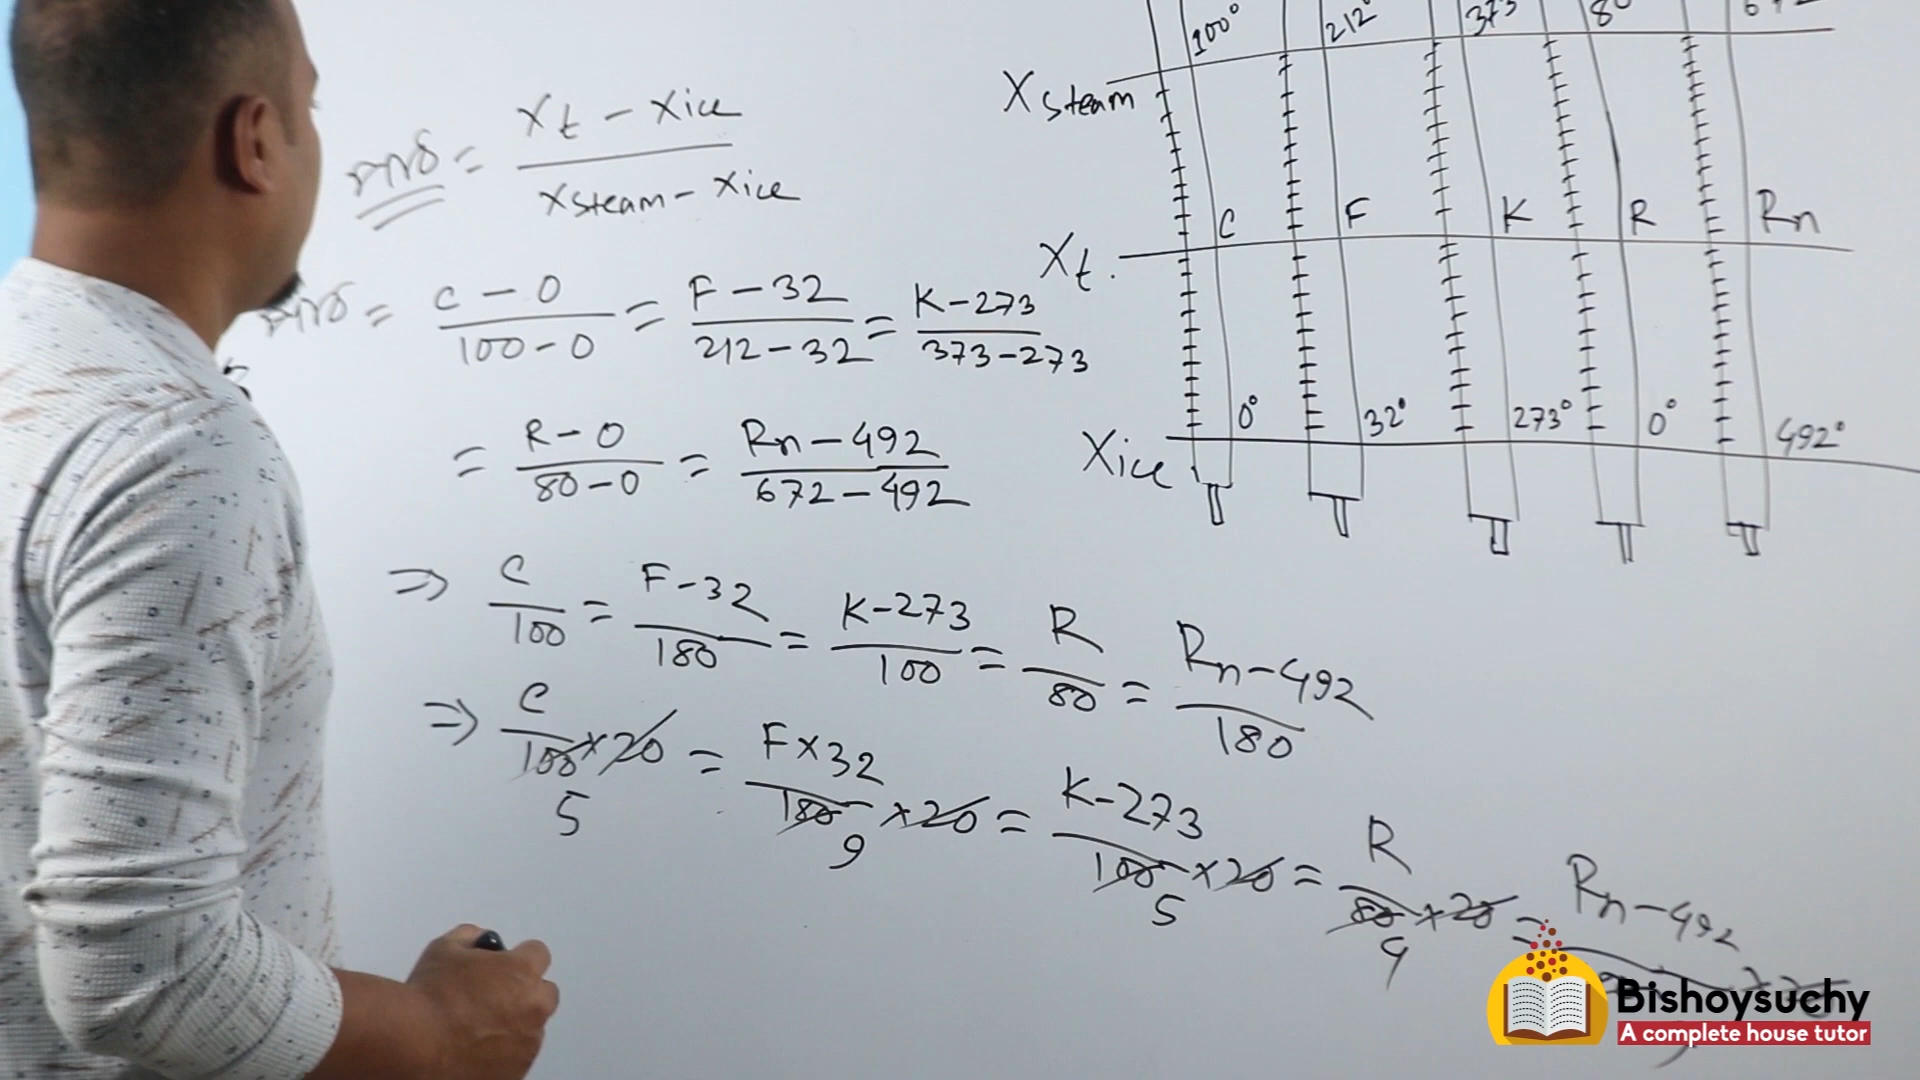 = Xt - Xice / Xsteam - Xice
= C - 0 / 100 - 0 = F - 32 / 212 - 32 = K - 273 / 373 - 273
= R - 0 / 80 - 0 = Rn - 492 / 672 - 492
⇒ C / 100 = F - 32 / 180 = K - 273 / 100 = R / 80 = Rn - 492 / 180
⇒ C / 100 × 20 = F × 32 / 180 × 20 = K - 273 / 100 × 20 = R / 80 × 20 = Rn - 492
5 9 5 4
100° 212° 373
Xsteam
C F K R Rn
Xt
0° 32° 273° 0° 492°
Xice
Bishoysuchy
A complete house tutor